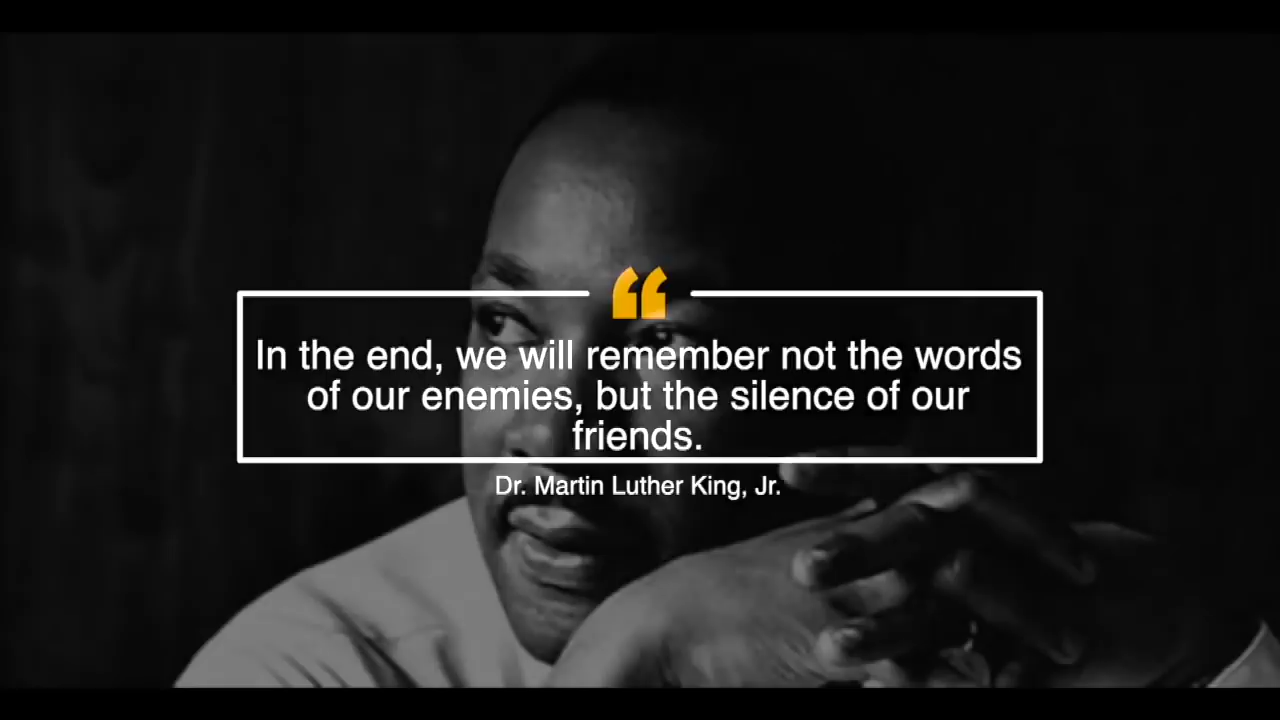 “
In the end, we will remember not the words
of our enemies, but the silence of our
friends.
Dr. Martin Luther King, Jr.